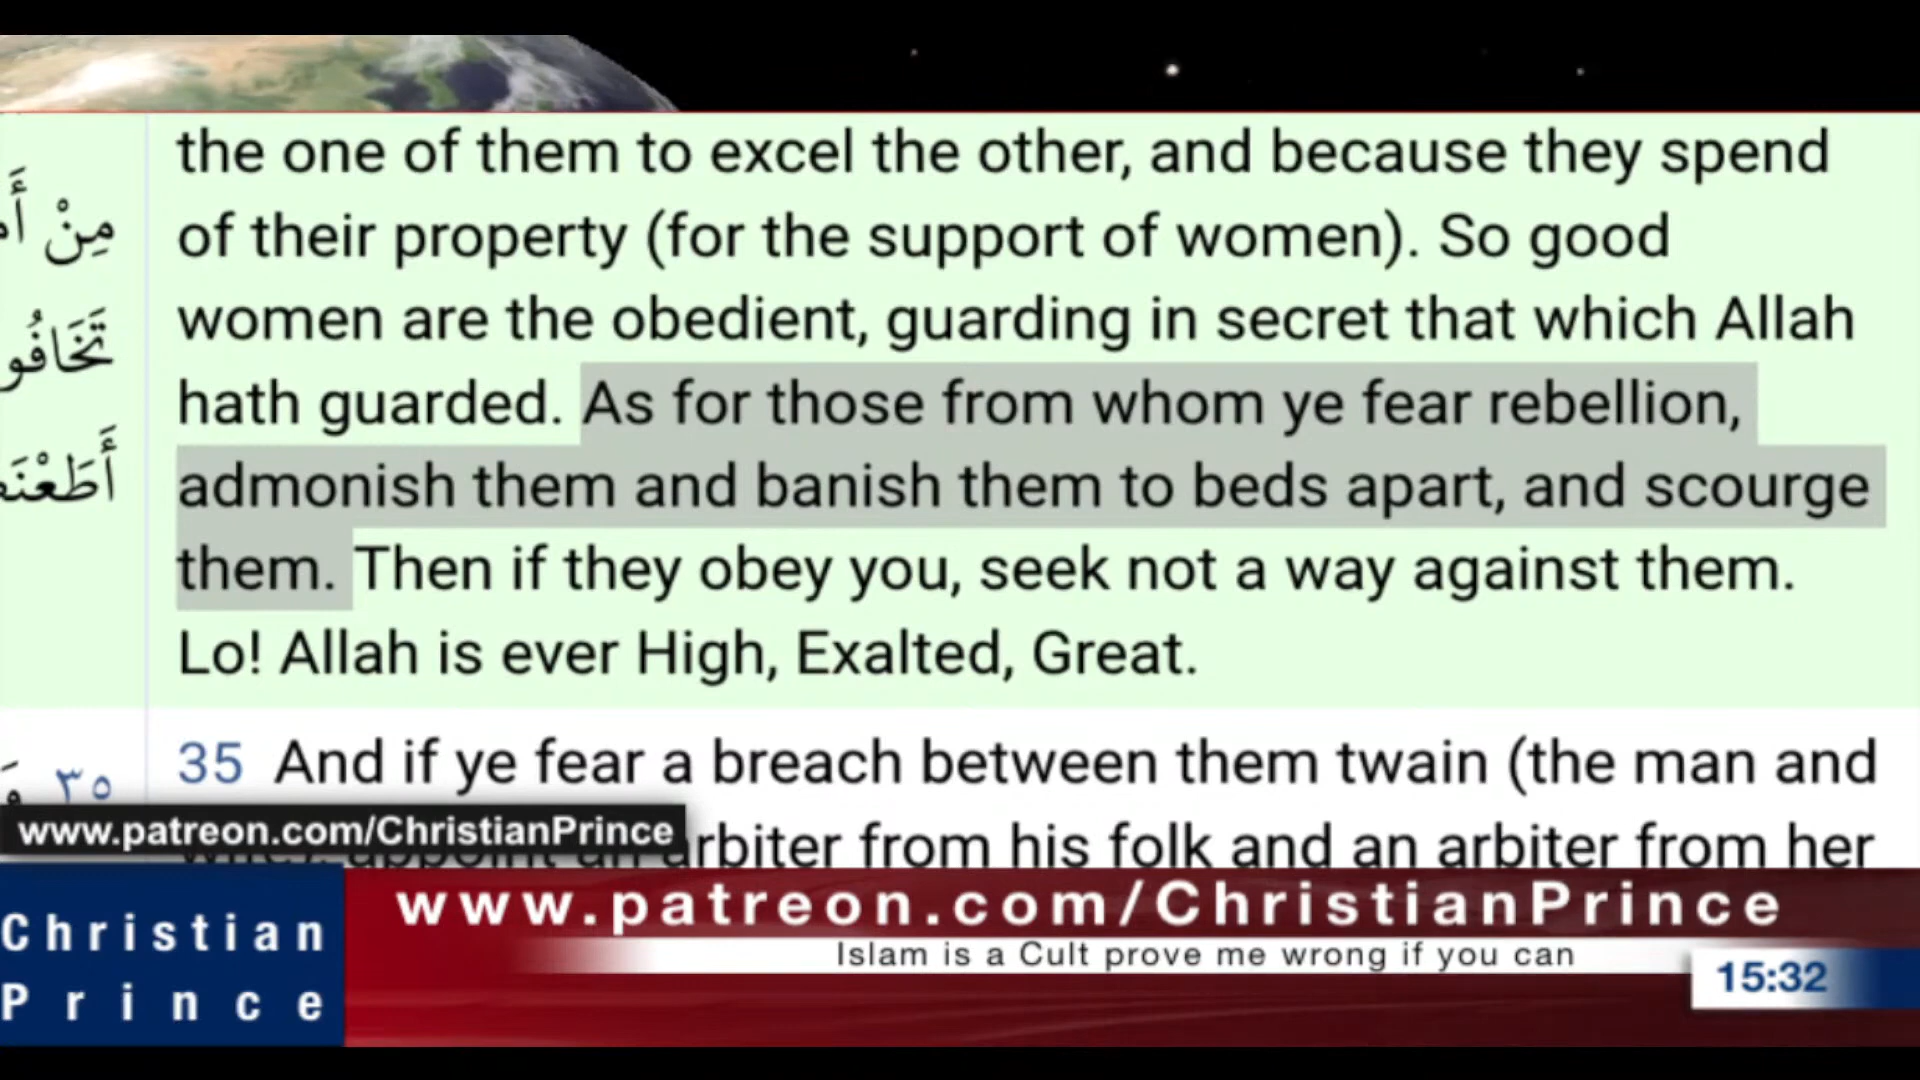 the one of them to excel the other, and because they spend
of their property (for the support of women). So good
women are the obedient, guarding in secret that which Allah
hath guarded. As for those from whom ye fear rebellion,
admonish them and banish them to beds apart, and scourge
them. Then if they obey you, seek not a way against them.
Lo! Allah is ever High, Exalted, Great.
مِنْ
تَخَافُو
35 And if ye fear a breach between them twain (the man and
٣٥
arbiter from his folk and an arbiter from her
www.patreon.com/ChristianPrince
www.patreon.com/ChristianPrince
Islam is a Cult prove me wrong if you can
Christian
Prince
15:32